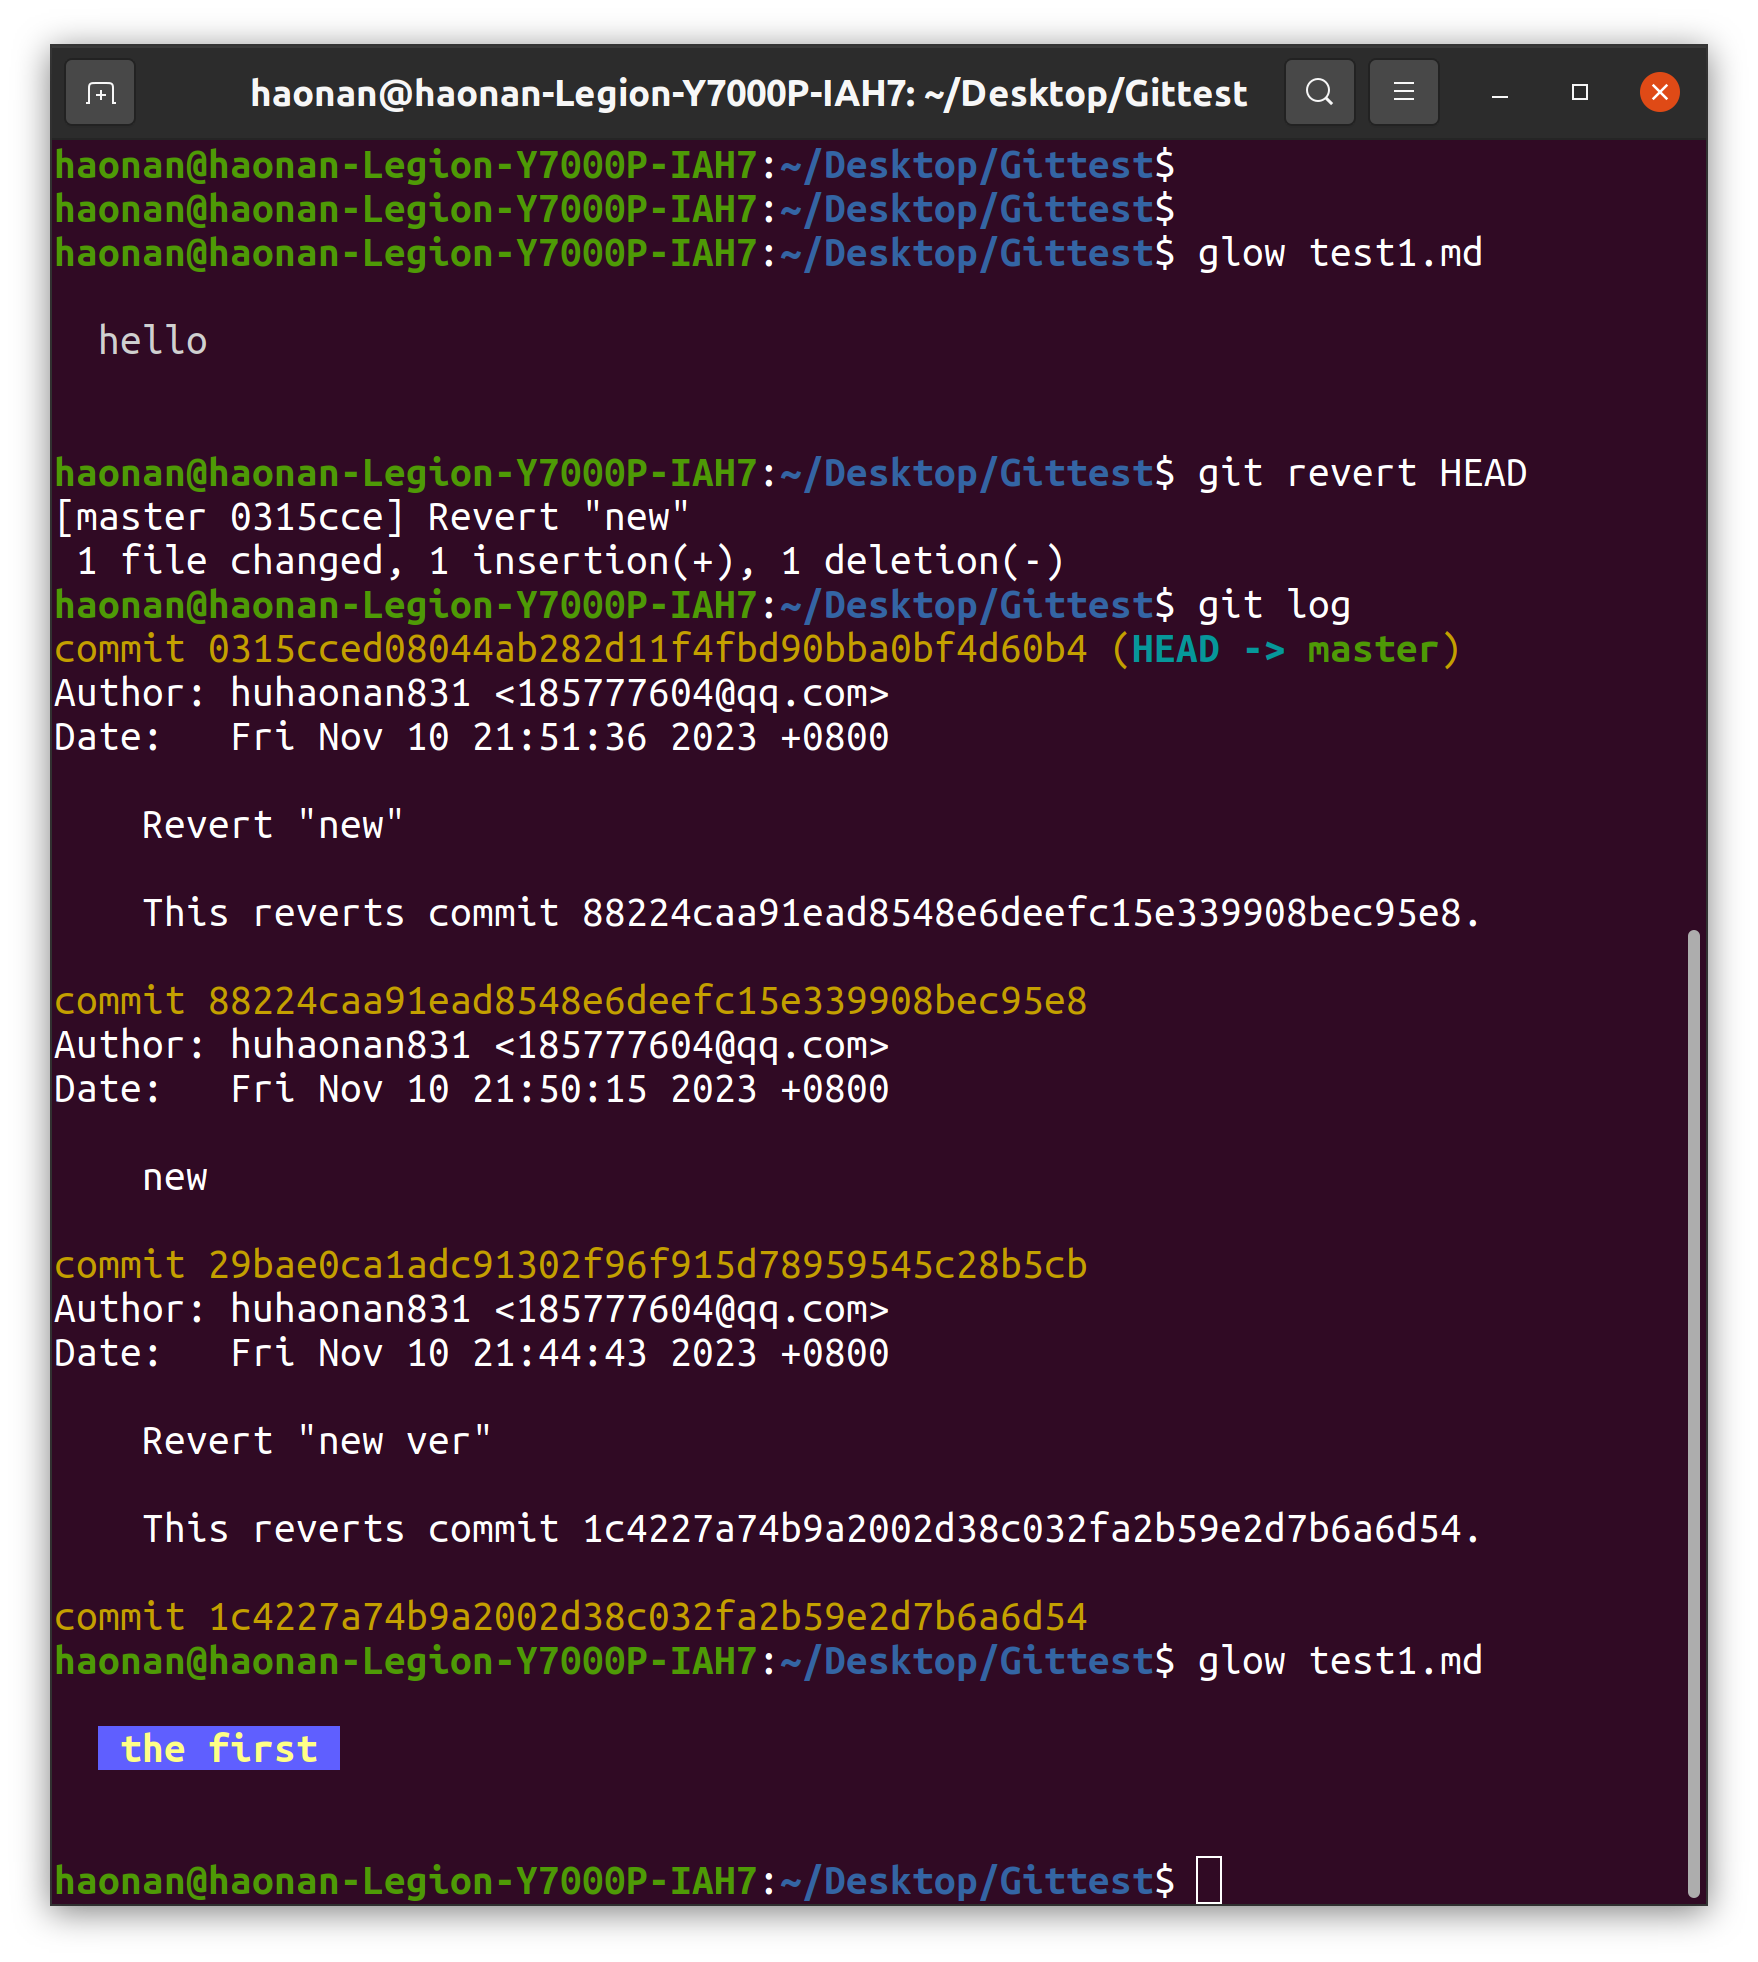 haonan@haonan-Legion-Y7000P-IAH7: ~/Desktop/Gittest
haonan@haonan-Legion-Y7000P-IAH7:~/Desktop/Gittest$
haonan@haonan-Legion-Y7000P-IAH7:~/Desktop/Gittest$
haonan@haonan-Legion-Y7000P-IAH7:~/Desktop/Gittest$ glow test1.md
hello
haonan@haonan-Legion-Y7000P-IAH7:~/Desktop/Gittest$ git revert HEAD
[master 0315cce] Revert "new"
1 file changed, 1 insertion(+), 1 deletion(-)
haonan@haonan-Legion-Y7000P-IAH7:~/Desktop/Gittest$ git log
commit 0315cced08044ab282d11f4fbd90bba0bf4d60b4 (HEAD -> master)
Author: huhaonan831 <185777604@qq.com>
Date:   Fri Nov 10 21:51:36 2023 +0800
Revert "new"
This reverts commit 88224caa91ead8548e6deefc15e339908bec95e8.
commit 88224caa91ead8548e6deefc15e339908bec95e8
Author: huhaonan831 <185777604@qq.com>
Date:   Fri Nov 10 21:50:15 2023 +0800
new
commit 29bae0ca1adc91302f96f915d78959545c28b5cb
Author: huhaonan831 <185777604@qq.com>
Date:   Fri Nov 10 21:44:43 2023 +0800
Revert "new ver"
This reverts commit 1c4227a74b9a2002d38c032fa2b59e2d7b6a6d54.
commit 1c4227a74b9a2002d38c032fa2b59e2d7b6a6d54
haonan@haonan-Legion-Y7000P-IAH7:~/Desktop/Gittest$ glow test1.md
the first
haonan@haonan-Legion-Y7000P-IAH7:~/Desktop/Gittest$